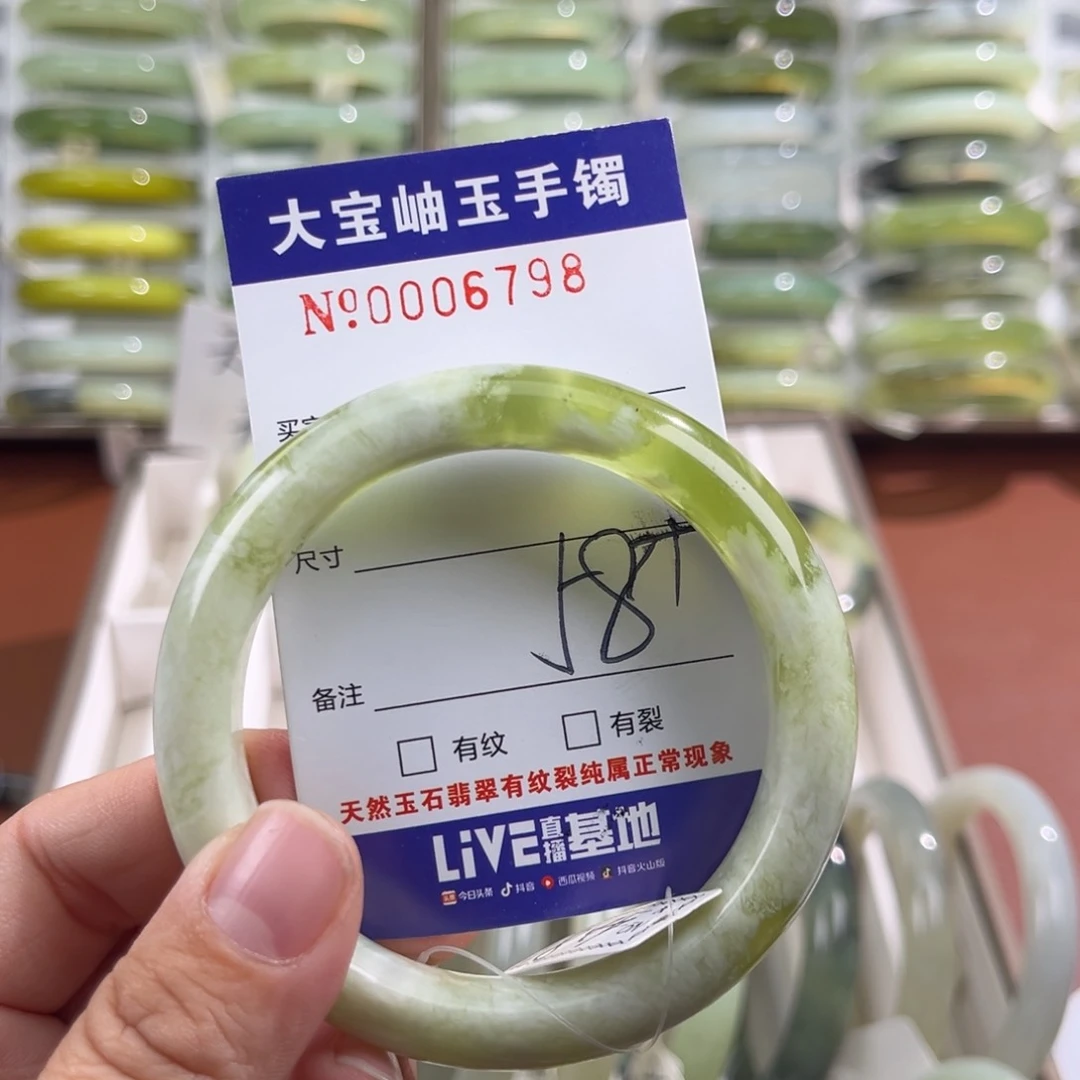 大宝岫玉手镯
Nº0006798
买
尺寸
58
备注
有纹 有裂
天然玉石翡翠有纹裂纯属正常现象
LiVE直播基地
今日头条 抖音 西瓜视频 抖音火山版